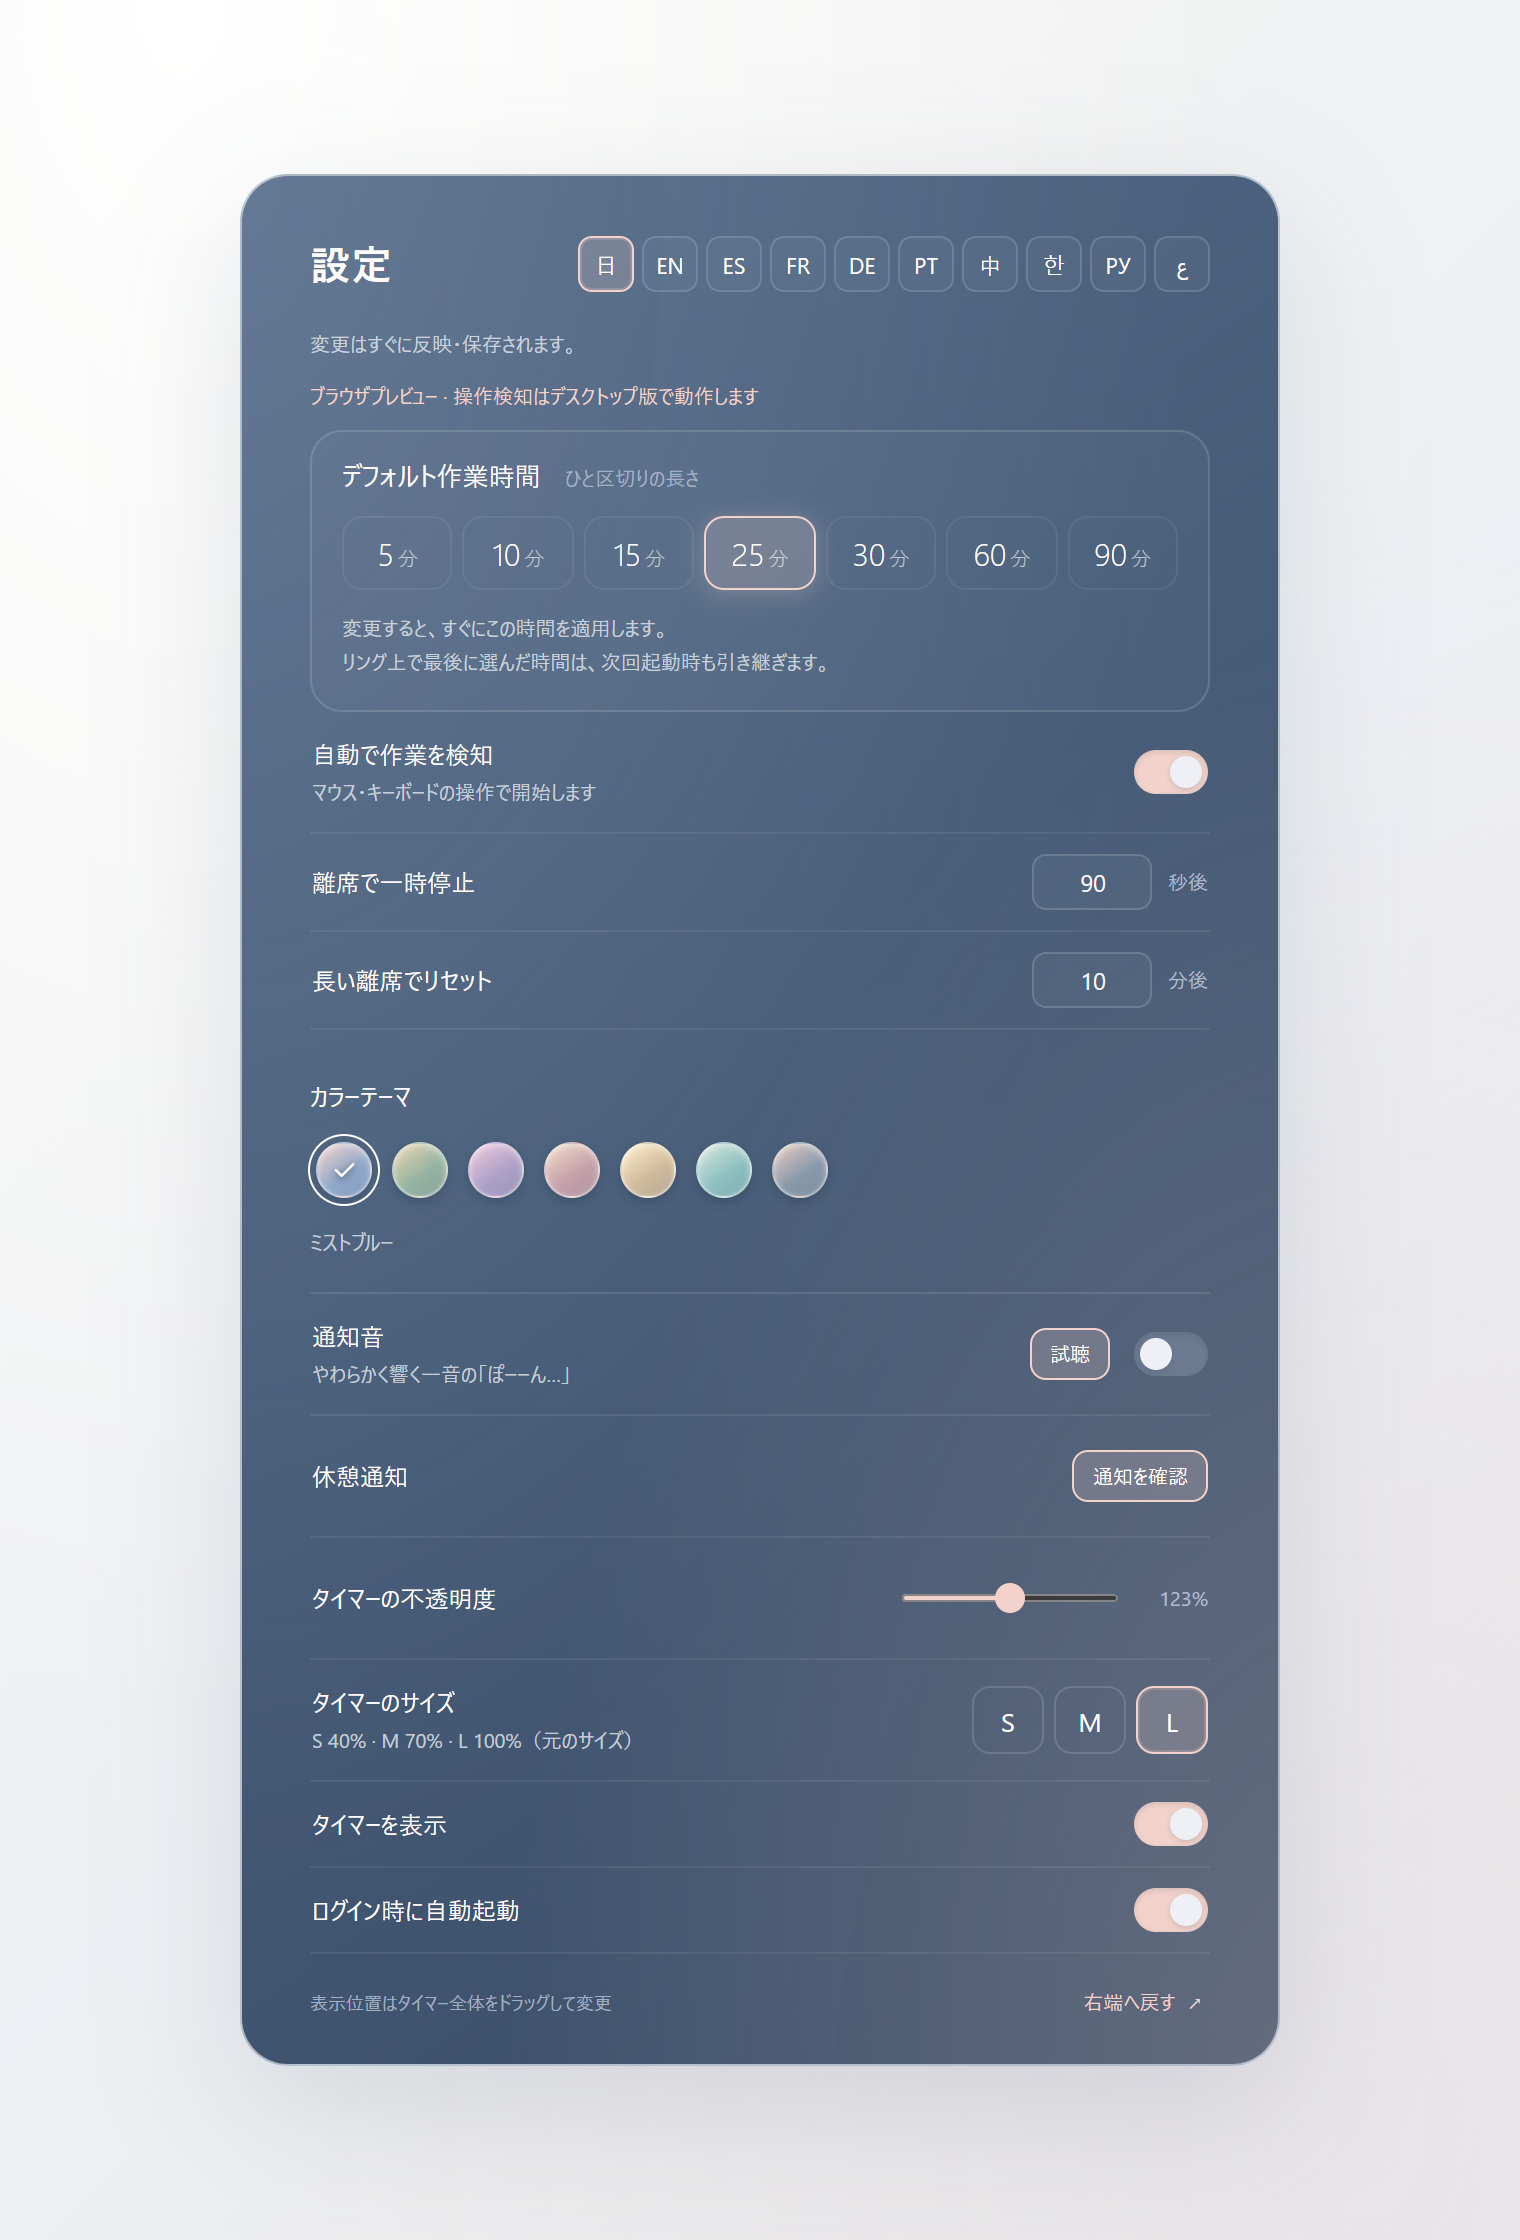 設定
日 EN ES FR DE PT 中 한 РУ ع
変更はすぐに反映・保存されます。
ブラウザプレビュー · 操作検知はデスクトップ版で動作します
デフォルト作業時間 ひと区切りの長さ
5分 10分 15分 25分 30分 60分 90分
変更すると、すぐにこの時間を適用します。
リング上で最後に選んだ時間は、次回起動時も引き継ぎます。
自動で作業を検知
マウス・キーボードの操作で開始します
離席で一時停止 90 秒後
長い離席でリセット 10 分後
カラーテーマ
ミストブルー
通知音
やわらかく響く一音の「ぽーーん…」
試聴
休憩通知 通知を確認
タイマーの不透明度 123%
タイマーのサイズ
S 40% · M 70% · L 100%（元のサイズ）
S M L
タイマーを表示
ログイン時に自動起動
表示位置はタイマー全体をドラッグして変更 右端へ戻す ↗